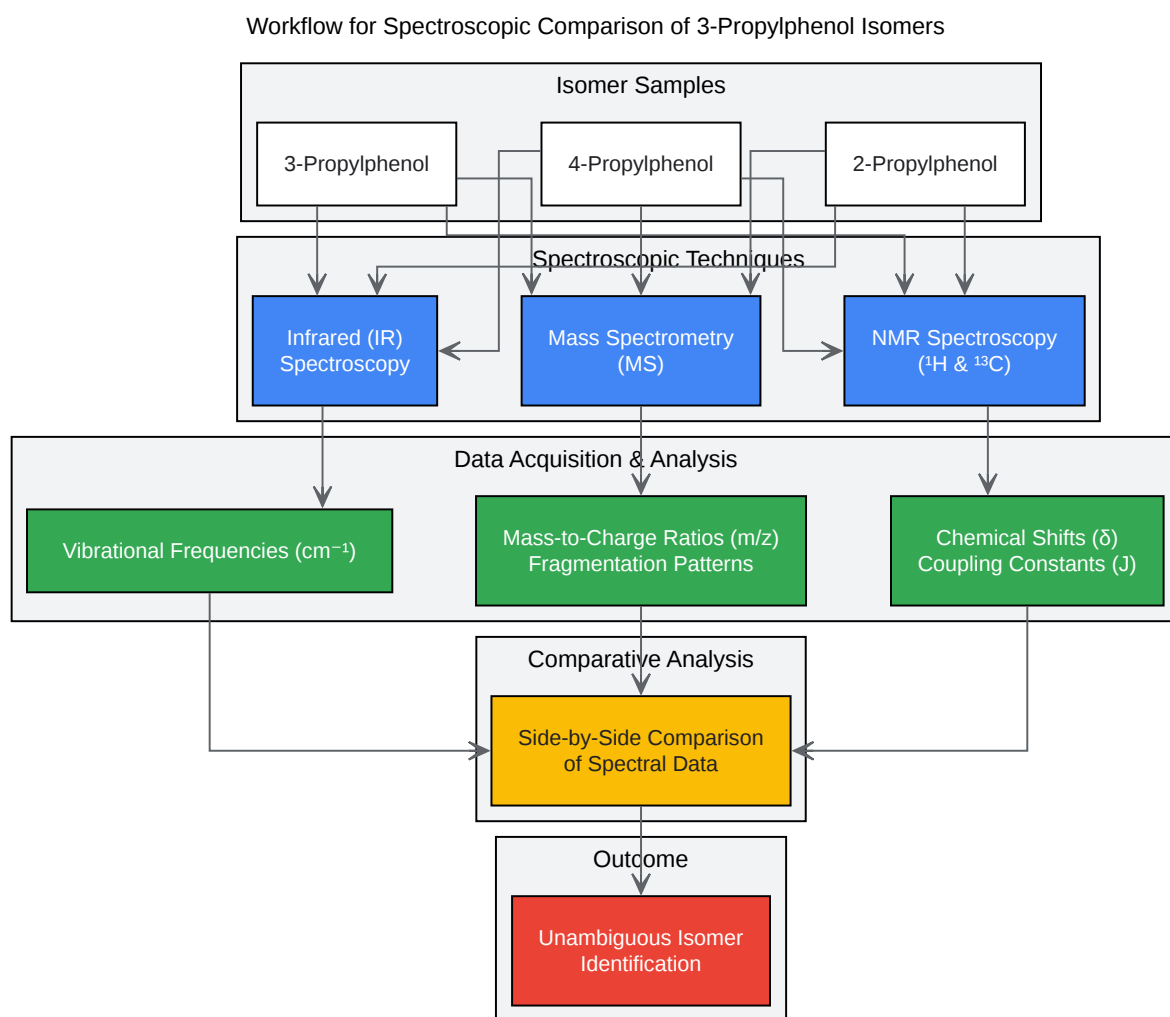 Workflow for Spectroscopic Comparison of 3-Propylphenol Isomers
Isomer Samples
3-Propylphenol
4-Propylphenol
2-Propylphenol
Spectroscopic Techniques
Infrared (IR)
Spectroscopy
Mass Spectrometry
(MS)
NMR Spectroscopy
(¹H & ¹³C)
Data Acquisition & Analysis
Vibrational Frequencies (cm⁻¹)
Mass-to-Charge Ratios (m/z)
Fragmentation Patterns
Chemical Shifts (δ)
Coupling Constants (J)
Comparative Analysis
Side-by-Side Comparison
of Spectral Data
Outcome
Unambiguous Isomer
Identification